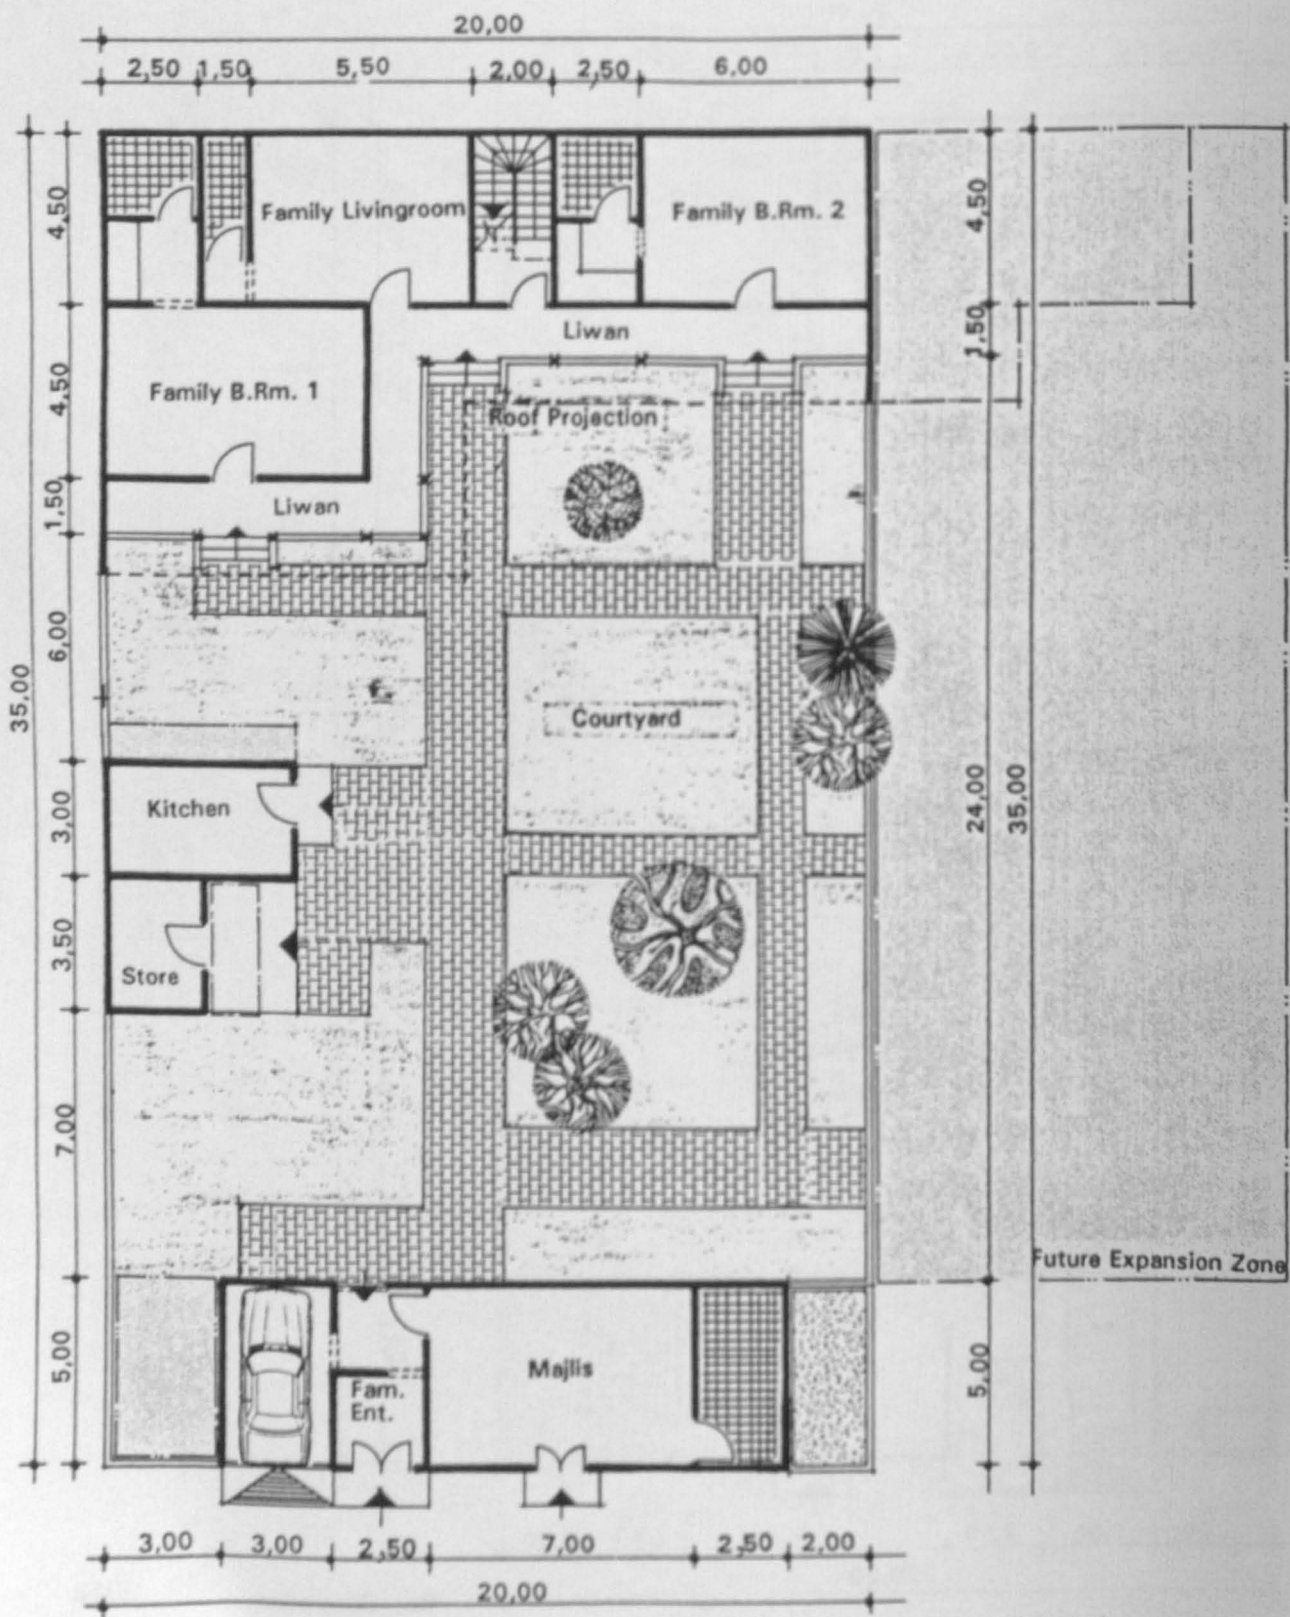 20,00
2,50 1,50 5,50 2,00 2,50 6,00
4,50
Family Livingroom
Family B.Rm. 2
4,50
Liwan
1,50
4,50
Family B.Rm. 1
Roof Projection
1,50
Liwan
6,00
35.00
Courtyard
Kitchen
3,00
24,00
35,00
3,50
Store
7,00
Future Expansion Zone
5,00
Fam.
Ent.
Majlis
5,00
3,00 3,00 2,50 7,00 2,50 2,00
20,00